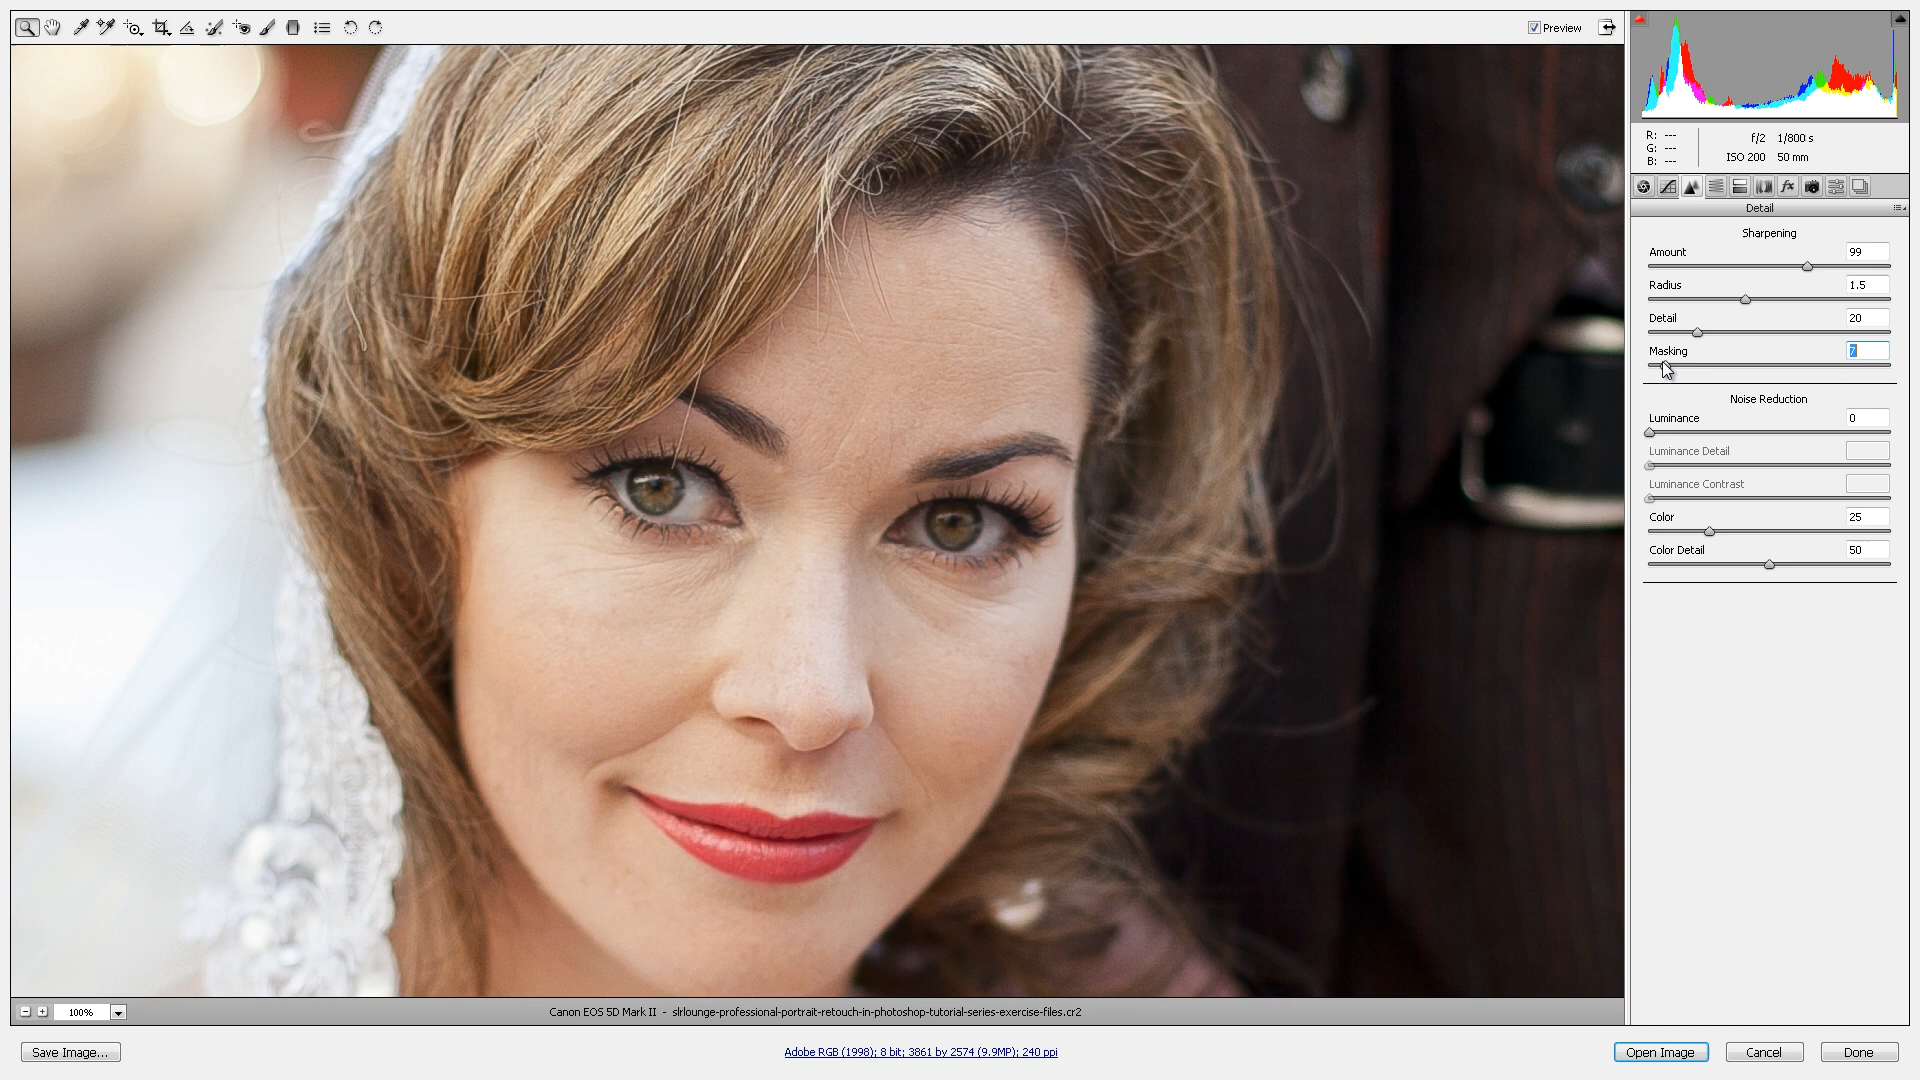 Preview
R: ---
G: ---
B: ---
f/2 1/800 s
ISO 200 50 mm
fx
Detail
Sharpening
Amount 99
Radius 1.5
Detail 20
Masking 7
Noise Reduction
Luminance 0
Luminance Detail
Luminance Contrast
Color 25
Color Detail 50
100%
Canon EOS 5D Mark II - slrlounge-professional-portrait-retouch-in-photoshop-tutorial-series-exercise-files.cr2
Save Image...
Adobe RGB (1998); 8 bit; 3861 by 2574 (9.9MP); 240 ppi
Open Image
Cancel
Done